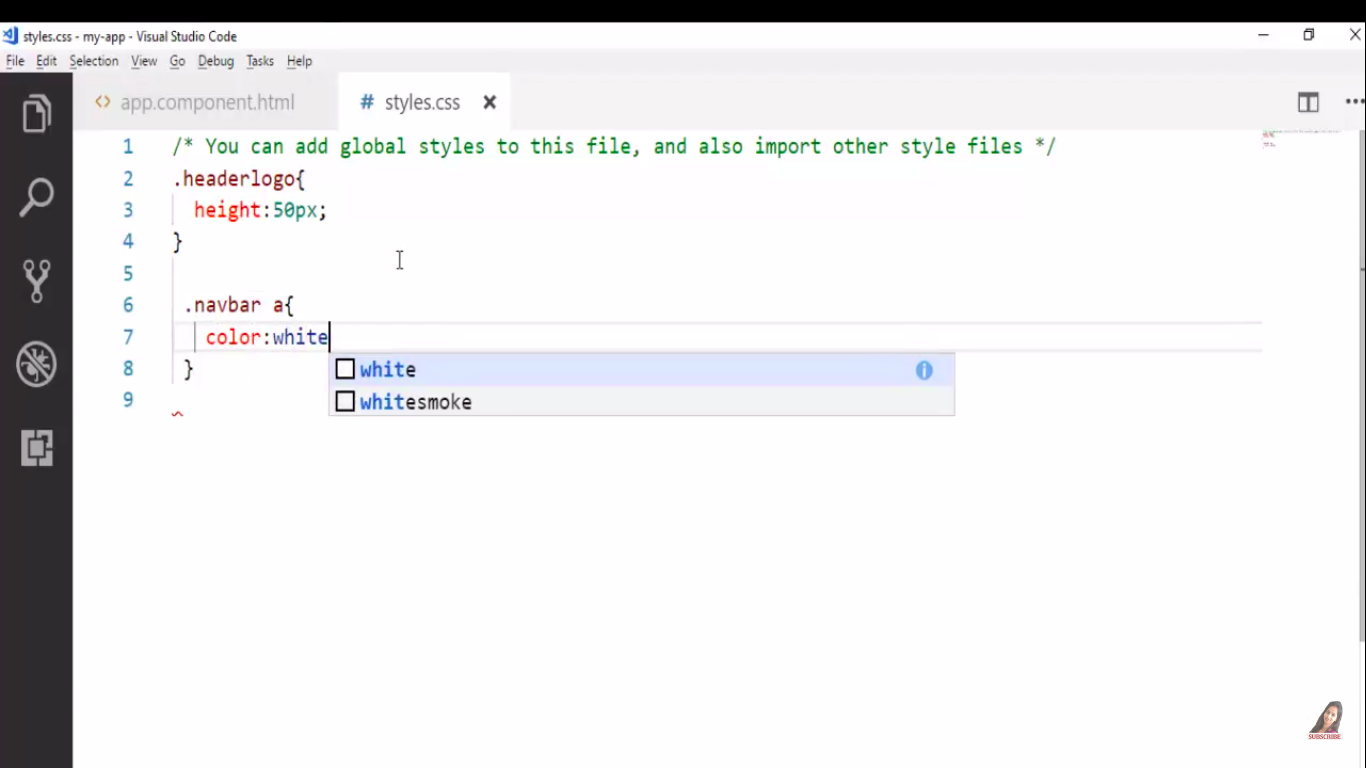 styles.css - my-app - Visual Studio Code
File Edit Selection View Go Debug Tasks Help
<> app.component.html # styles.css
1 /* You can add global styles to this file, and also import other style files */
2 .headerlogo{
3 height:50px;
4 }
5
6 .navbar a{
7 color:white
8 }
white
whitesmoke
9
SUBSCRIBE